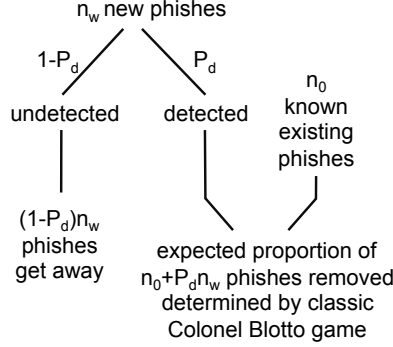 n_w new phishes
1-P_d
P_d
undetected
detected
n_0
known
existing
phishes
(1-P_d)n_w
phishes
get away
expected proportion of
n_0+P_dn_w phishes removed
determined by classic
Colonel Blotto game